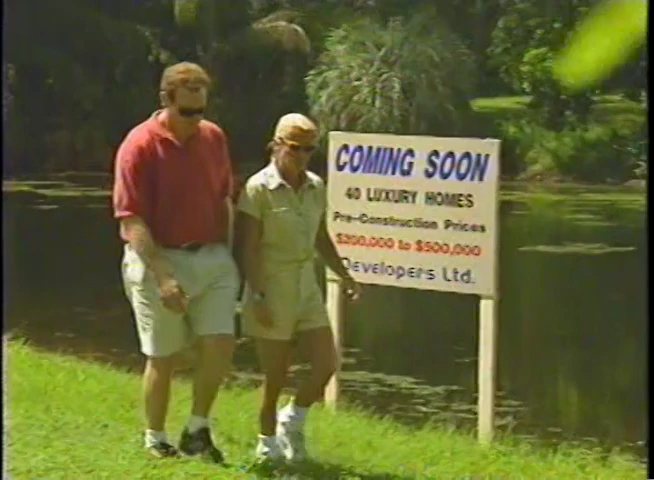 COMING SOON
40 LUXURY HOMES
Pre-Construction Prices
$200,000 to $500,000
Developers Ltd.